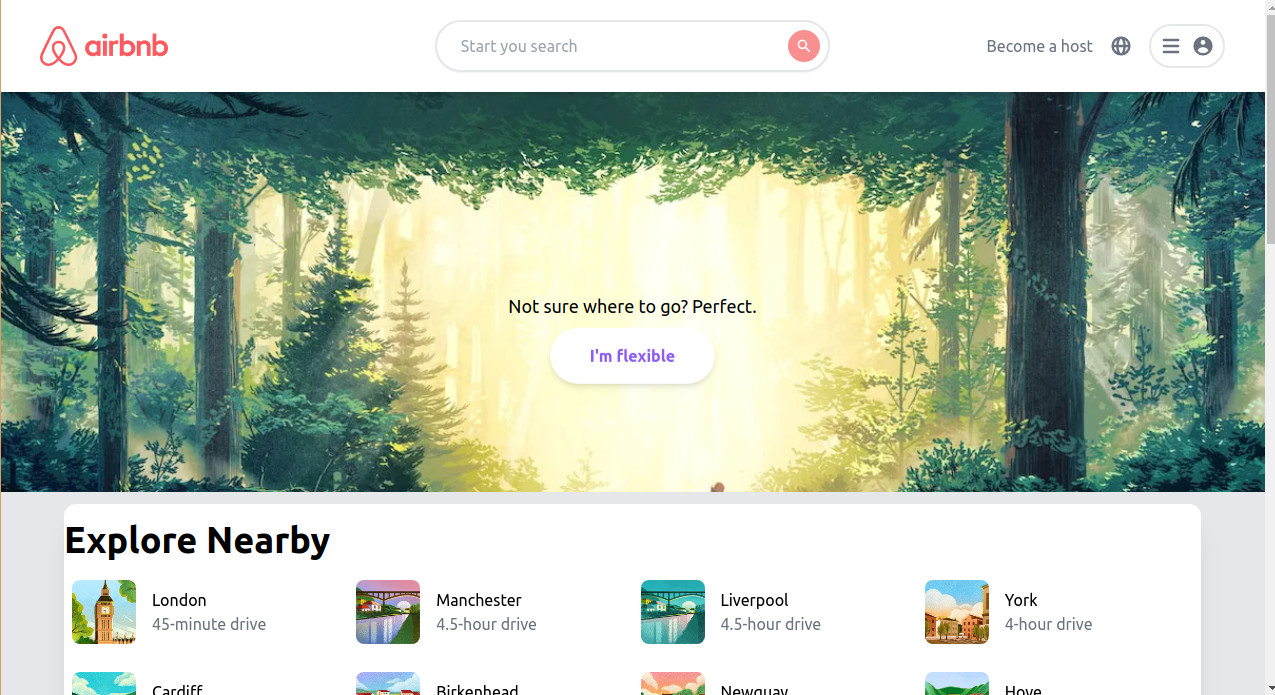 airbnb
Start you search
Become a host
Not sure where to go? Perfect.
I'm flexible
Explore Nearby
London
45-minute drive
Manchester
4.5-hour drive
Liverpool
4.5-hour drive
York
4-hour drive
Cardiff
Birkenhead
Newquay
Hove